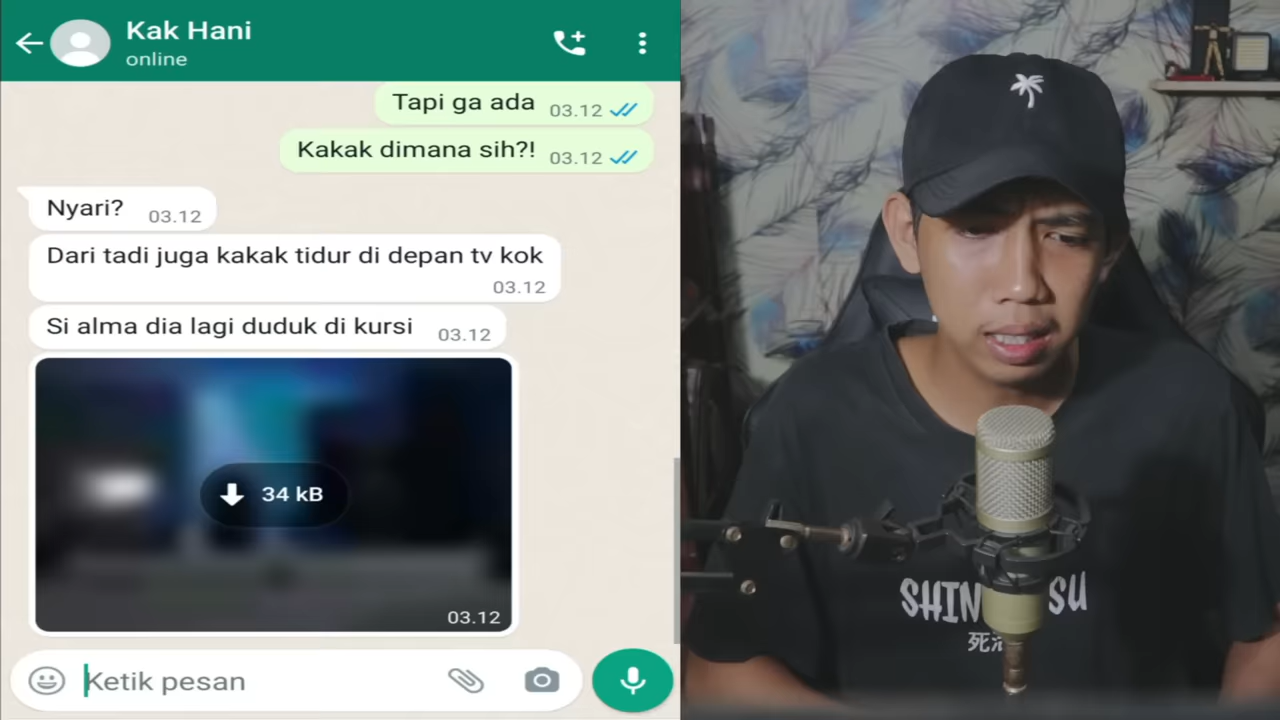 Kak Hani
online
Tapi ga ada 03.12
Kakak dimana sih?! 03.12
Nyari? 03.12
Dari tadi juga kakak tidur di depan tv kok
03.12
Si alma dia lagi duduk di kursi 03.12
34 kB
03.12
Ketik pesan
SHIN SU
死活